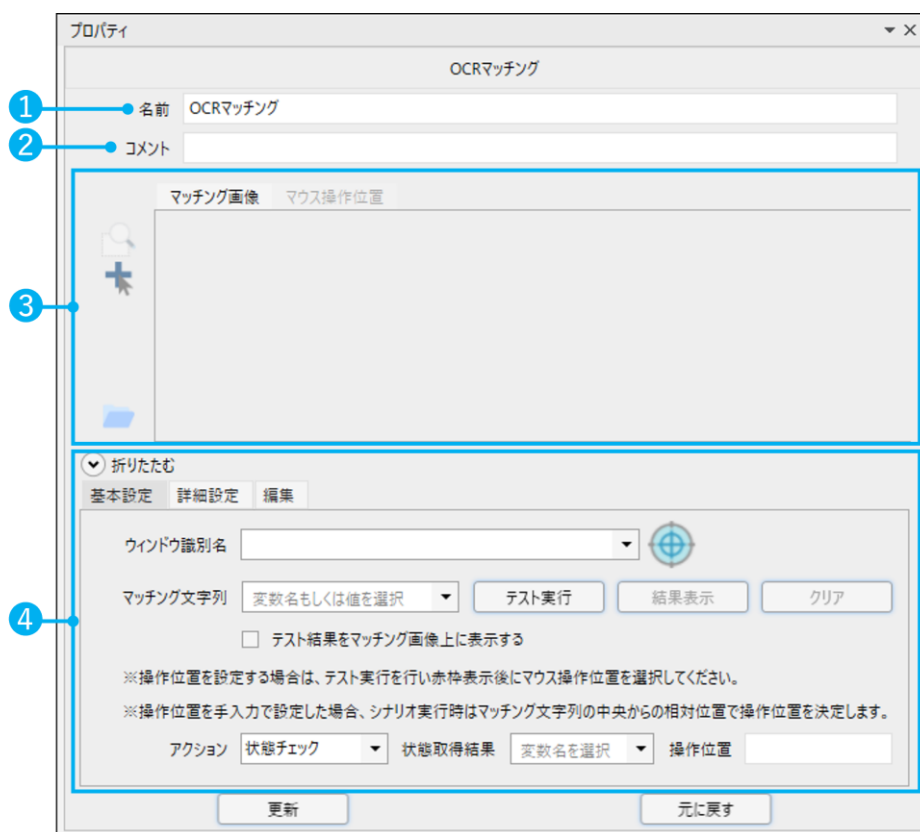 プロパティ
OCRマッチング
1 名前 OCRマッチング
2 コメント
マッチング画像 マウス操作位置
3
折りたたむ
基本設定 詳細設定 編集
ウィンドウ識別名
4 マッチング文字列 変数名もしくは値を選択 テスト実行 結果表示 クリア
テスト結果をマッチング画像上に表示する
※操作位置を設定する場合は、テスト実行を行い赤枠表示後にマウス操作位置を選択してください。
※操作位置を手入力で設定した場合、シナリオ実行時はマッチング文字列の中央からの相対位置で操作位置を決定します。
アクション 状態チェック 状態取得結果 変数名を選択 操作位置
更新 元に戻す